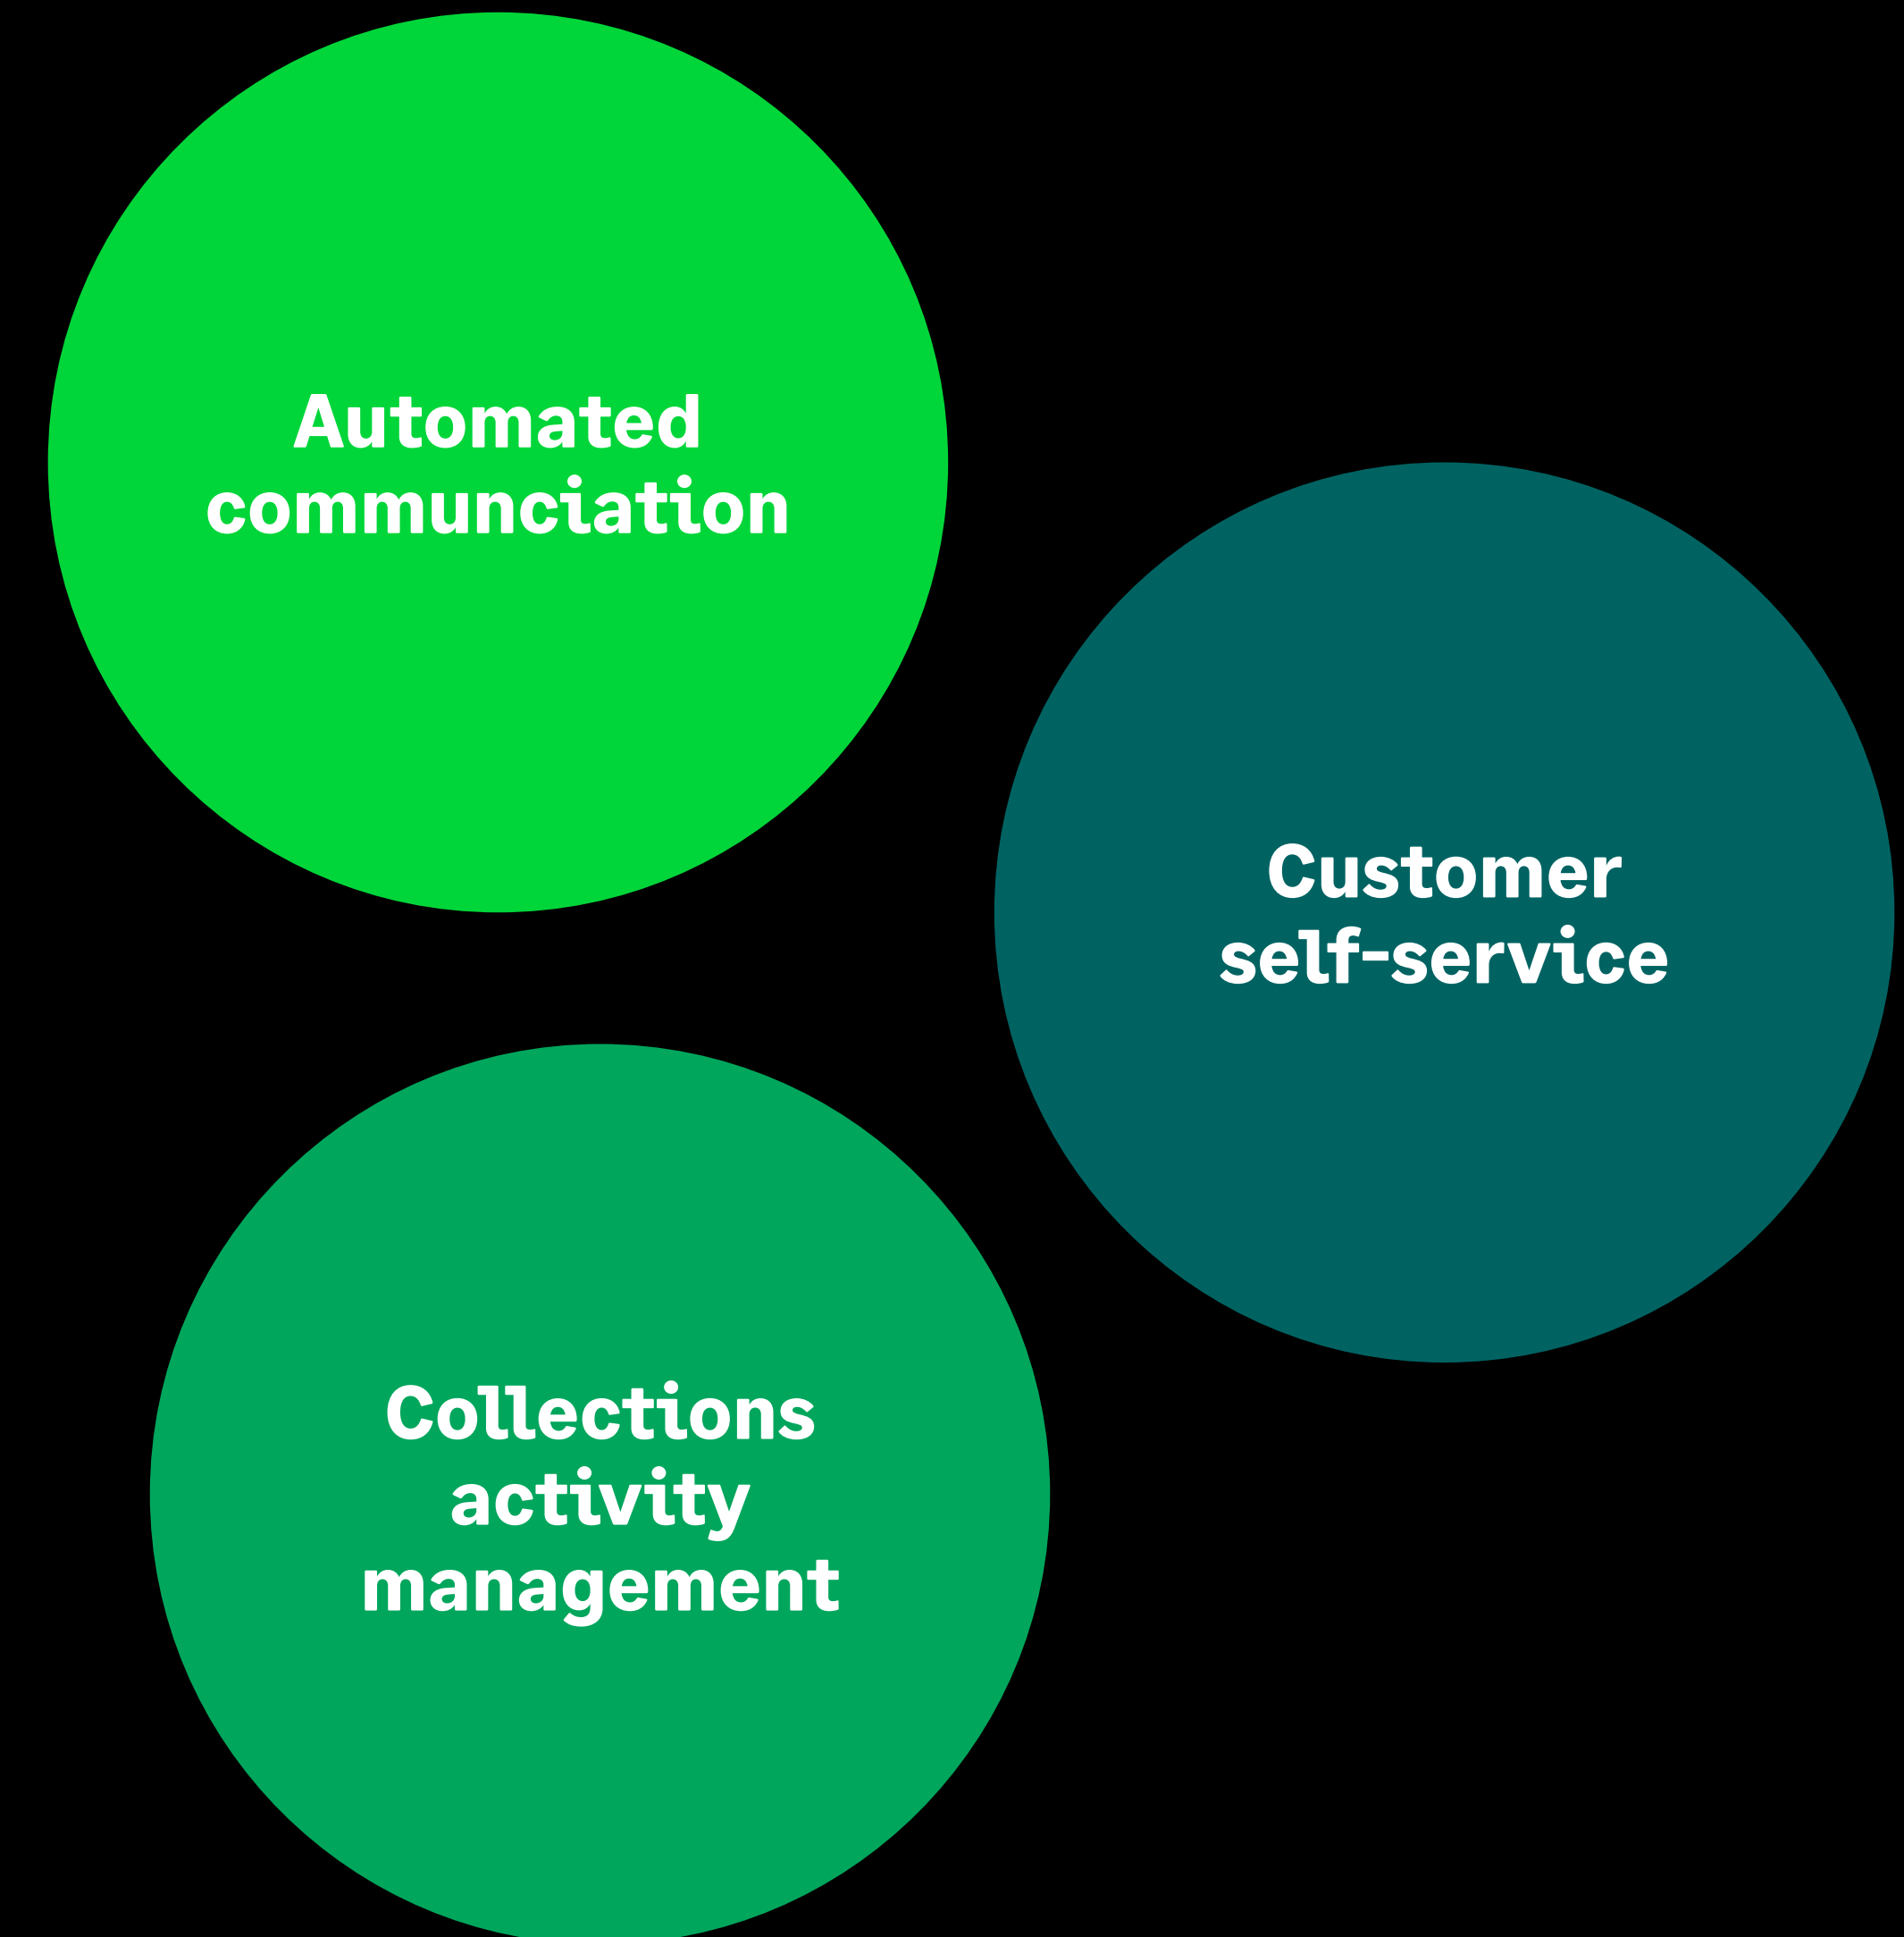 Automated
communciation
Customer
self-service
Collections
activity
management